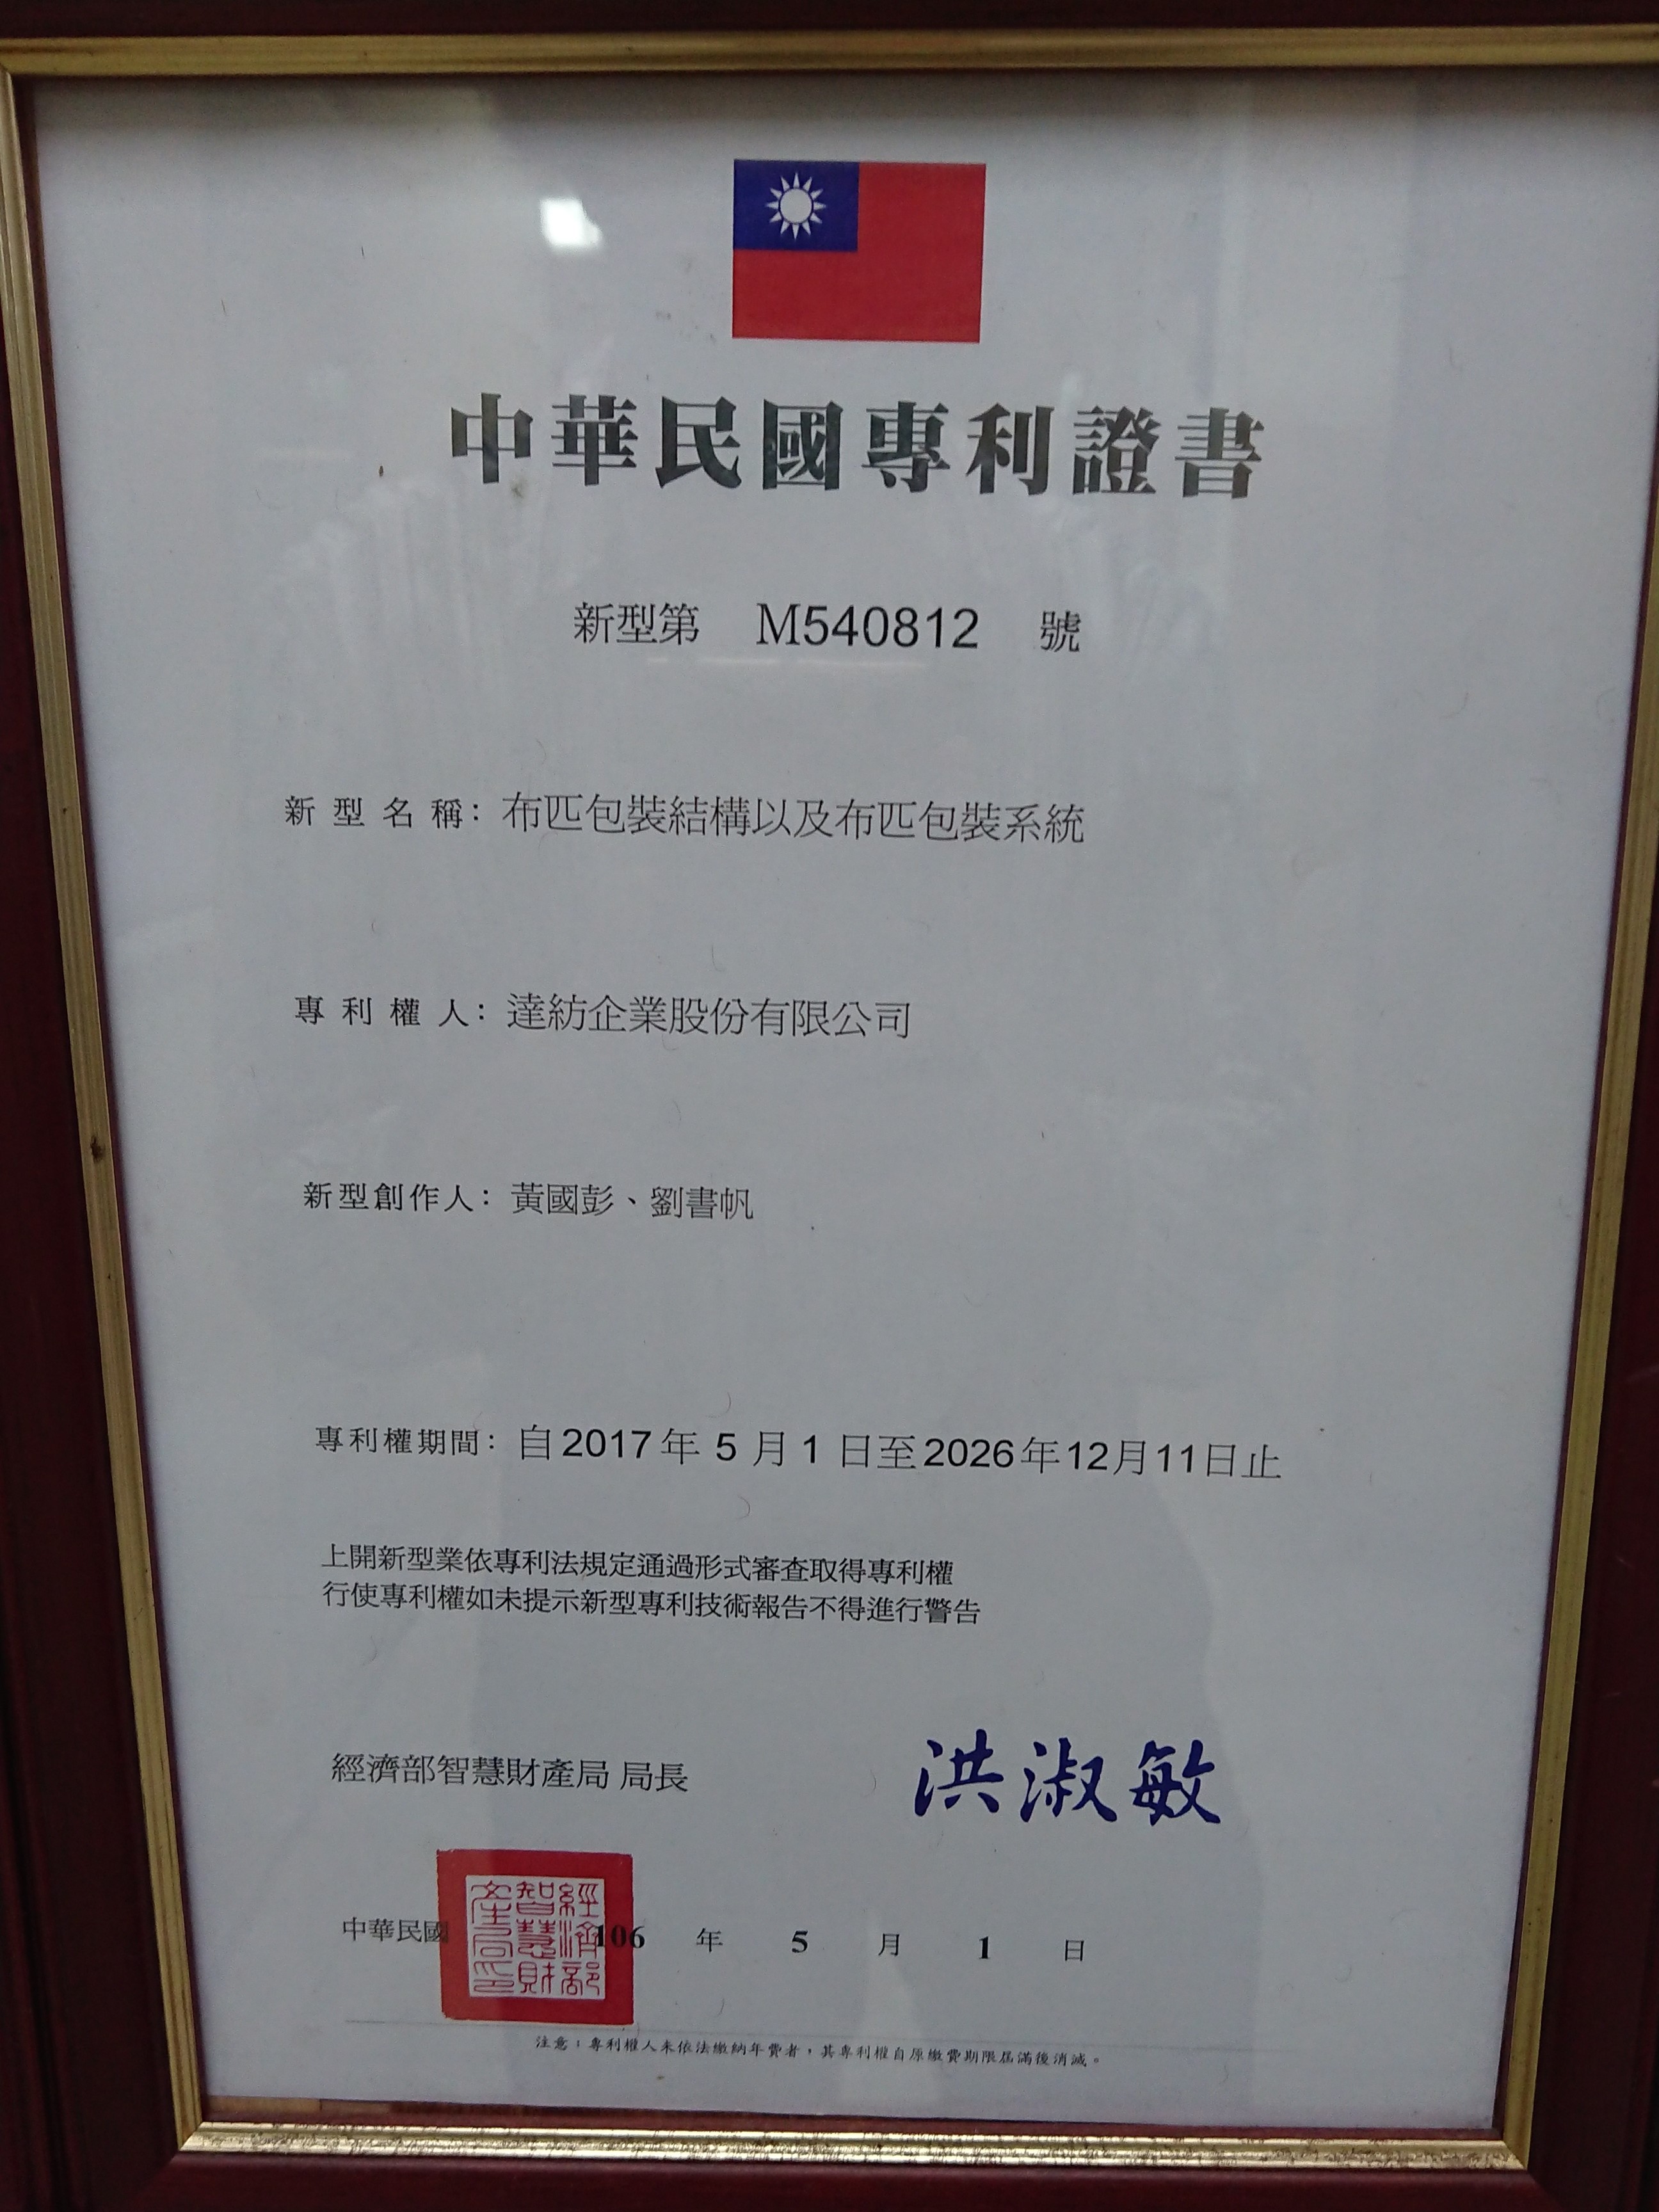 中華民國專利證書
新型第 M540812 號
新型名稱：布匹包裝結構以及布匹包裝系統
專利權人：達紡企業股份有限公司
新型創作人：黃國彭、劉書帆
專利權期間：自2017年5月1日至2026年12月11日止
上開新型業依專利法規定通過形式審查取得專利權
行使專利權如未提示新型專利技術報告不得進行警告
經濟部智慧財產局 局長 洪淑敏
經濟部智慧財產局印
中華民國 106 年 5 月 1 日
注意：專利權人未依法繳納年費者，其專利權自原繳費期限屆滿後消滅。